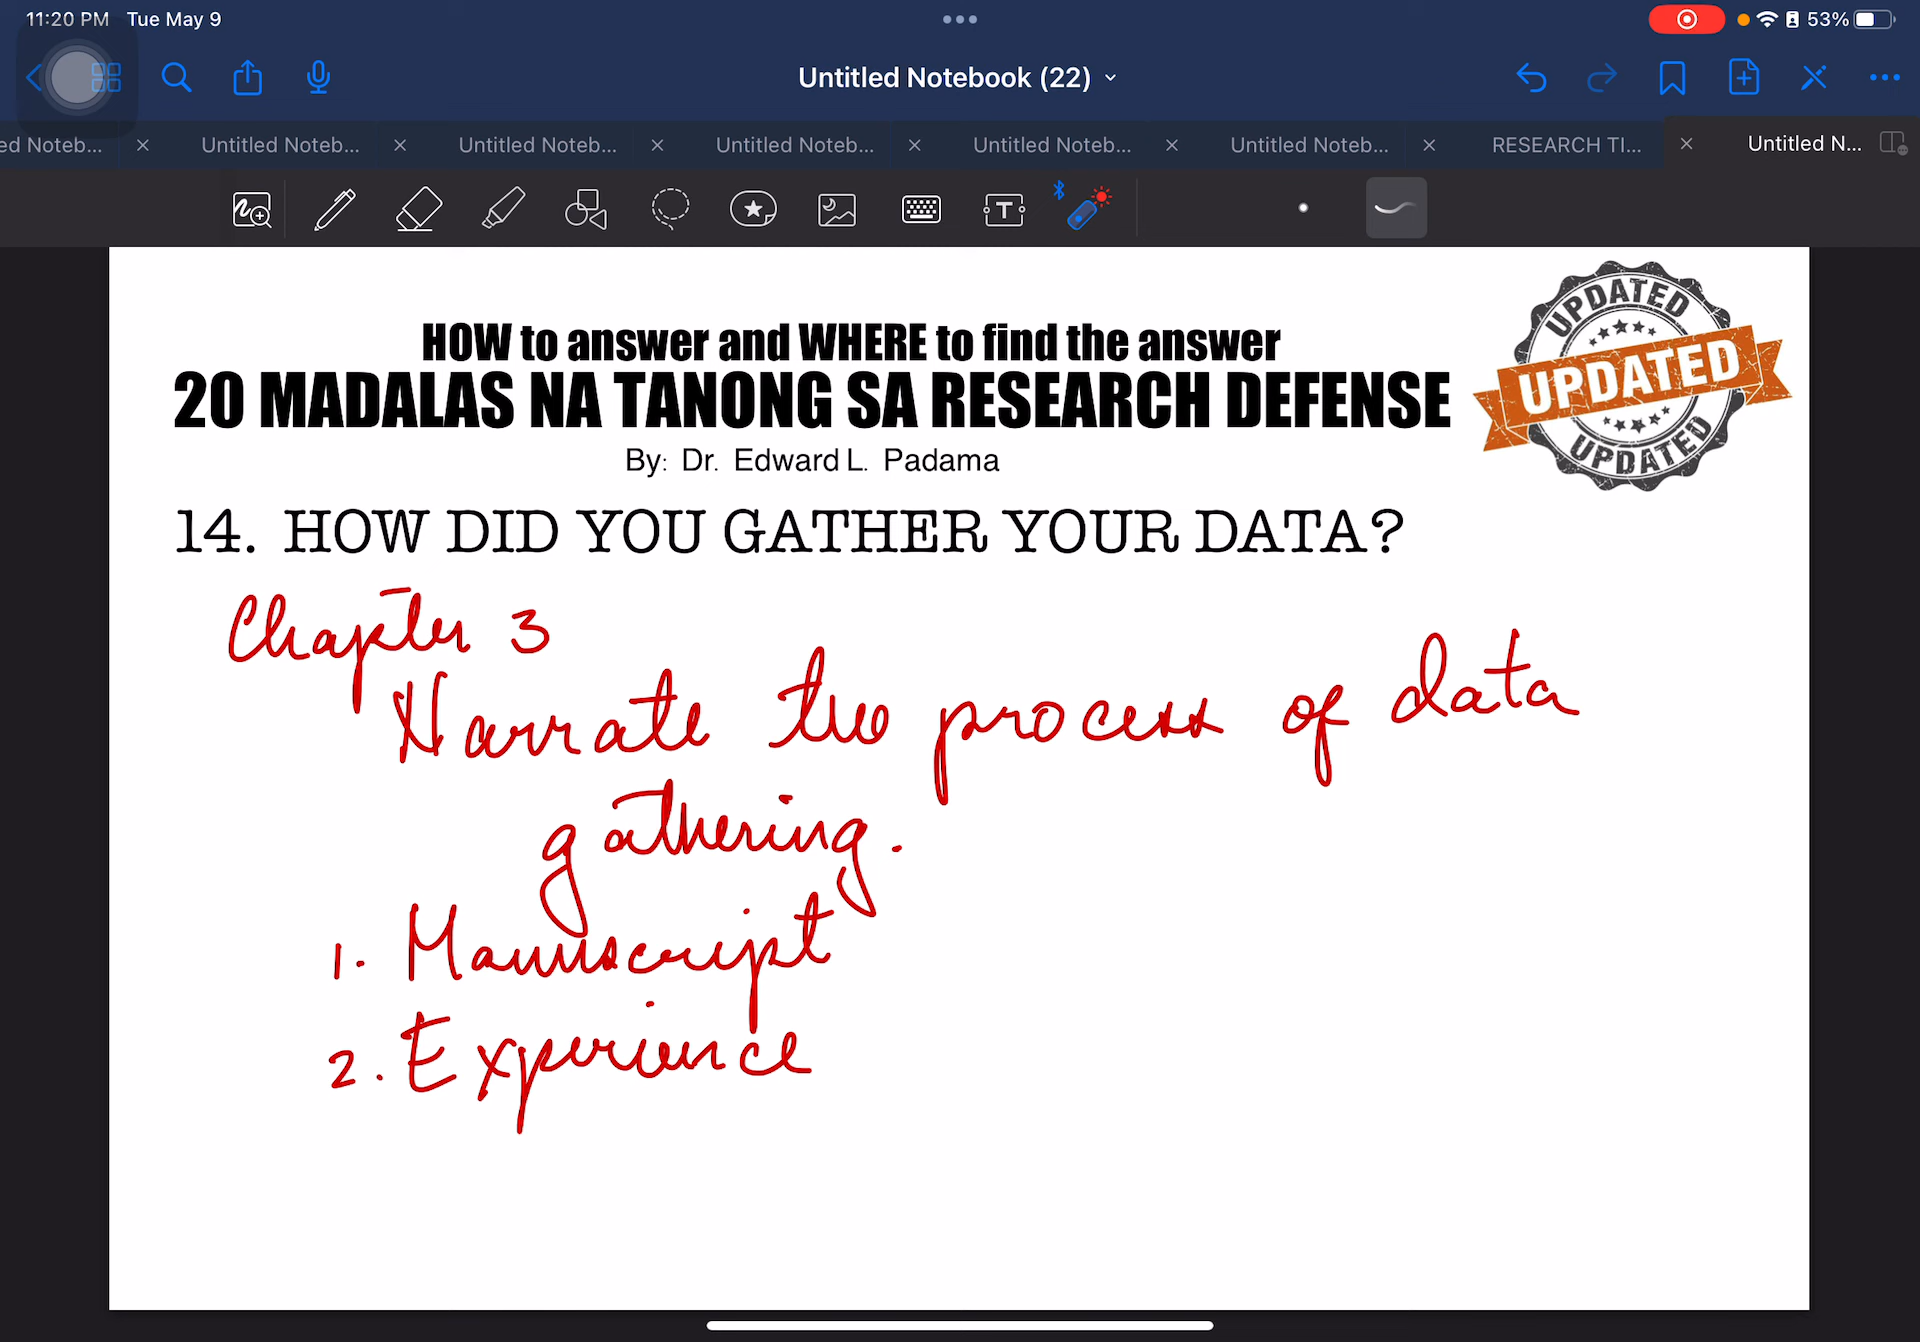 11:20 PM Tue May 9
53%
Untitled Notebook (22)
ed Noteb...
Untitled Noteb...
Untitled Noteb...
Untitled Noteb...
Untitled Noteb...
Untitled Noteb...
RESEARCH TI...
Untitled N...
T
HOW to answer and WHERE to find the answer
20 MADALAS NA TANONG SA RESEARCH DEFENSE
By: Dr. Edward L. Padama
UPDATED
UPDATED
UPDATED
14. HOW DID YOU GATHER YOUR DATA?
Chapter 3
Narrate the process of data
gathering.
1. Manuscript
2. Experience